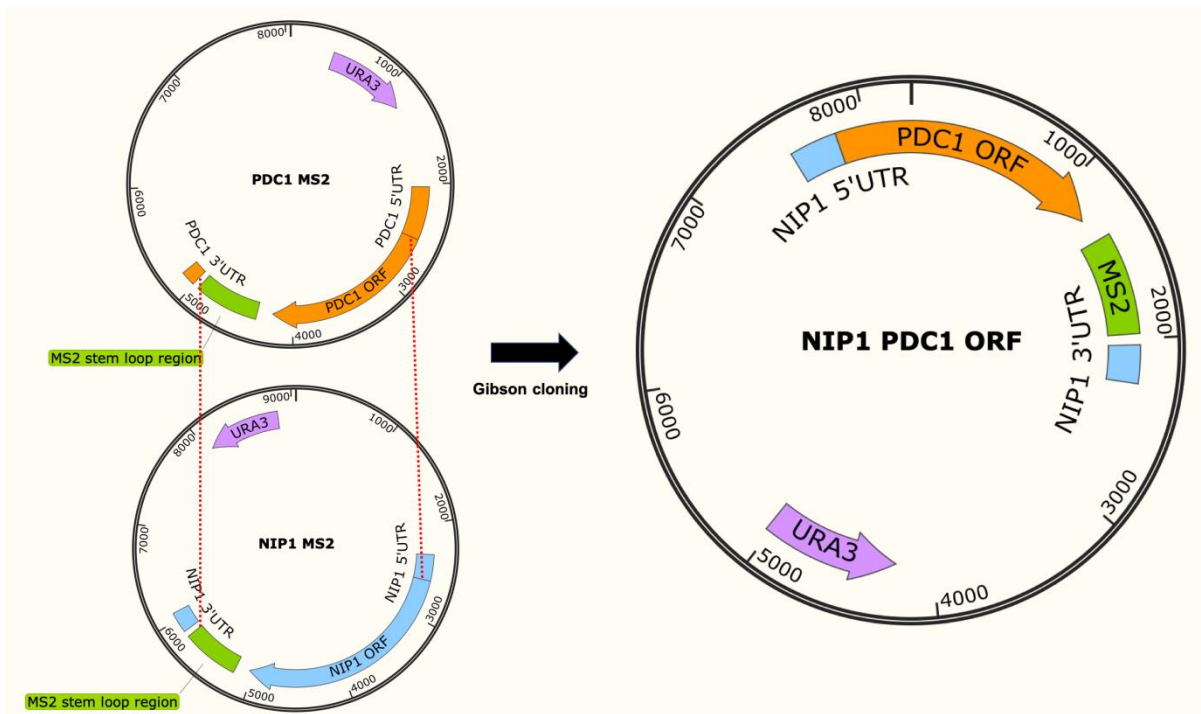 8000
1000
URA3
7000
PDC1 MS2
2000
6000
PDC1 5'UTR
PDC1 3'UTR
PDC1 ORF
3000
5000
4000
MS2 stem loop region
9000
1000
URA3
8000
2000
7000
NIP1 MS2
NIP1 5'UTR
NIP1 3'UTR
3000
6000
NIP1 ORF
5000
4000
MS2 stem loop region
Gibson cloning
8000
PDC1 ORF
1000
NIP1 5'UTR
7000
MS2
2000
NIP1 PDC1 ORF
NIP1 3'UTR
6000
3000
URA3
5000
4000